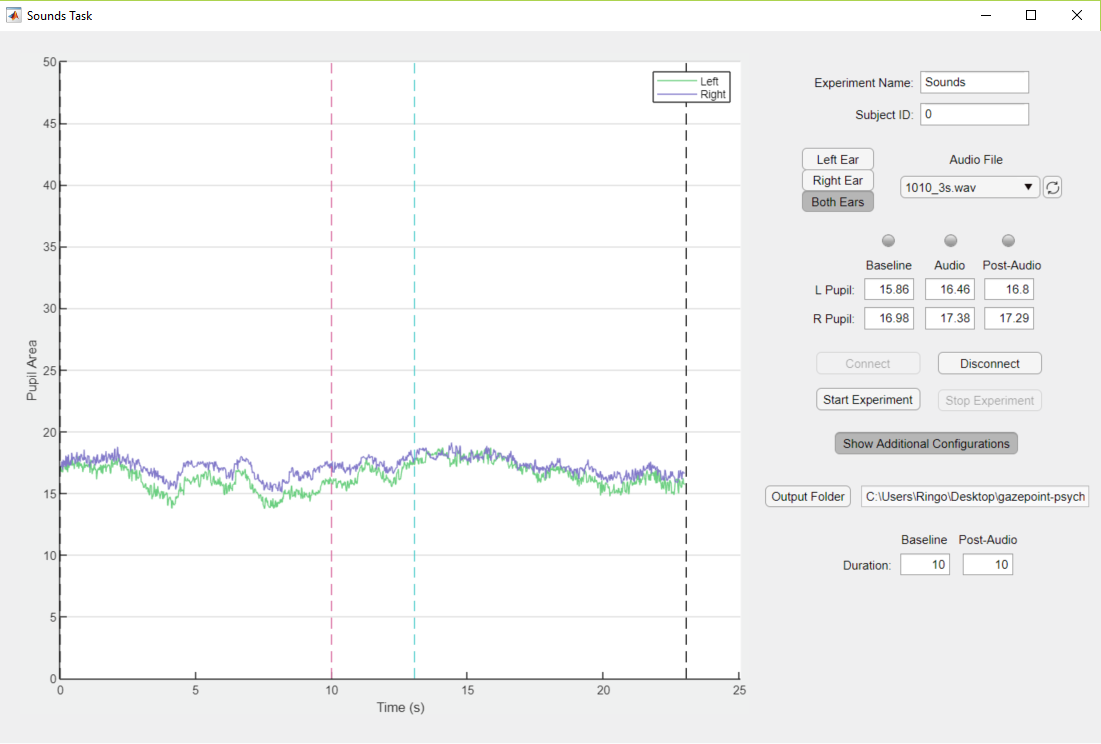 Sounds Task
50
45
40
35
30
25
20
15
10
5
0
Pupil Area
0 5 10 15 20 25
Time (s)
Left
Right
Experiment Name: Sounds
Subject ID: 0
Left Ear
Right Ear
Both Ears
Audio File
1010_3s.wav
Baseline Audio Post-Audio
L Pupil: 15.86 16.46 16.8
R Pupil: 16.98 17.38 17.29
Connect Disconnect
Start Experiment Stop Experiment
Show Additional Configurations
Output Folder C:\Users\Ringo\Desktop\gazepoint-psych
Baseline Post-Audio
Duration: 10 10